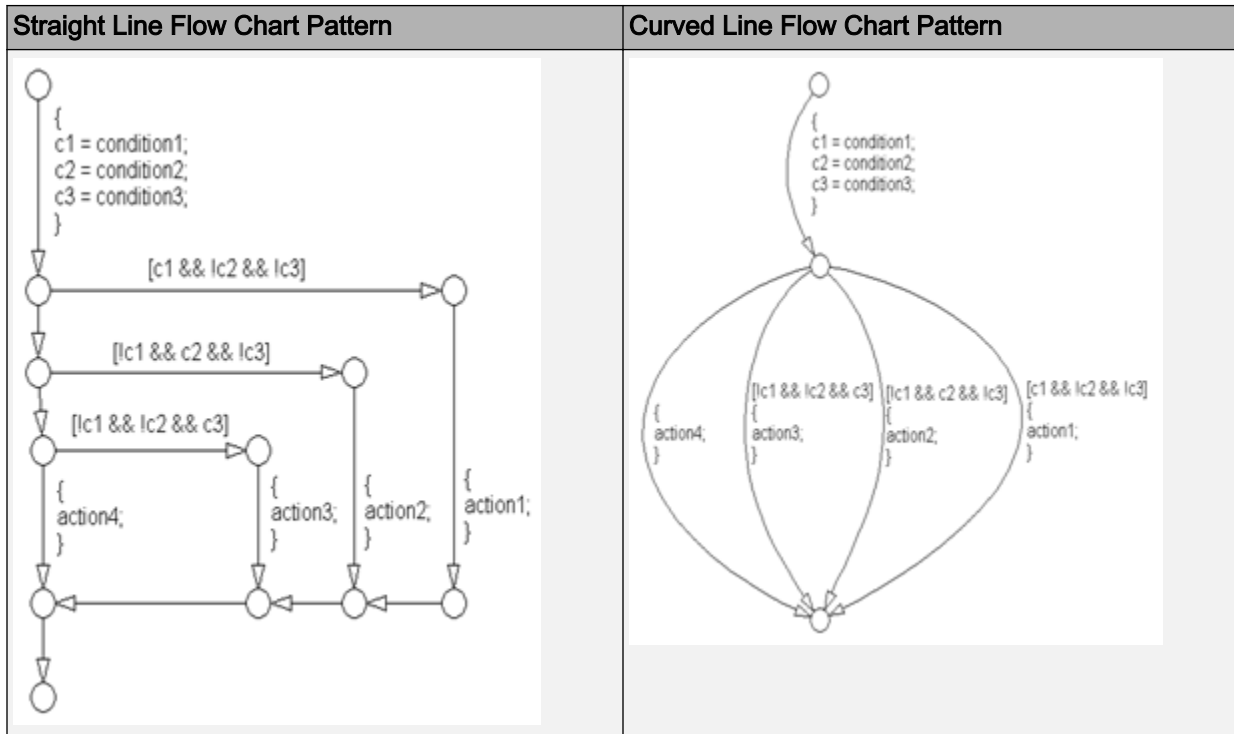 Straight Line Flow Chart Pattern
Curved Line Flow Chart Pattern
{
c1 = condition1;
c2 = condition2;
c3 = condition3;
}
[c1 && !c2 && !c3]
[!c1 && c2 && !c3]
[!c1 && !c2 && c3]
{
action4;
}
{
action3;
}
{
action2;
}
{
action1;
}
{
c1 = condition1;
c2 = condition2;
c3 = condition3;
}
{
action4;
}
[!c1 && !c2 && c3]
{
action3;
}
[!c1 && c2 && !c3]
{
action2;
}
[c1 && !c2 && !c3]
{
action1;
}